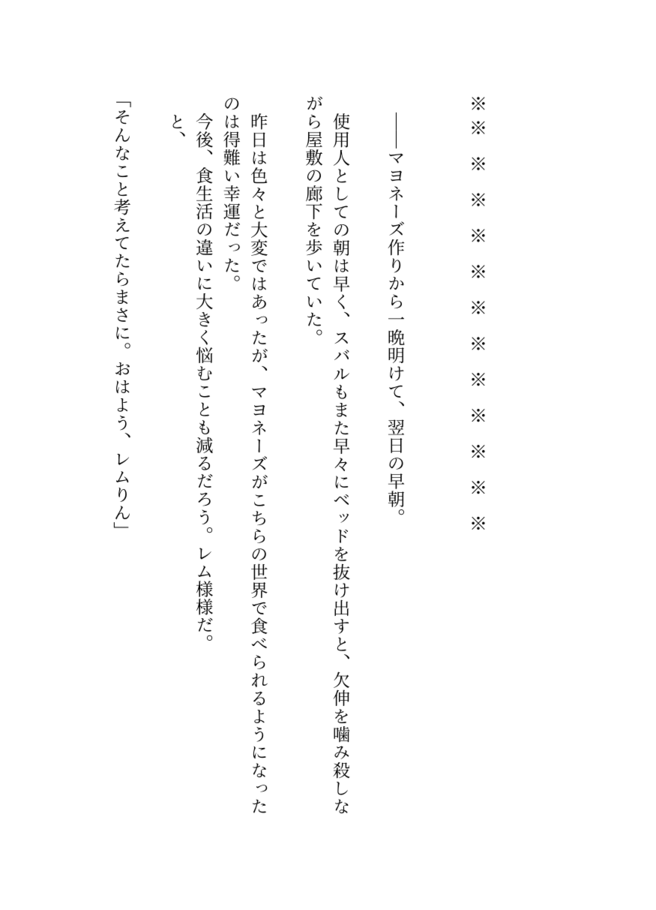 ※※ ※ ※ ※ ※ ※ ※ ※ ※ ※ ※ ※
――マヨネーズ作りから一晩明けて、翌日の早朝。
使用人としての朝は早く、スバルもまた早々にベッドを抜け出すと、欠伸を噛み殺しな
がら屋敷の廊下を歩いていた。
昨日は色々と大変ではあったが、マヨネーズがこちらの世界で食べられるようになった
のは得難い幸運だった。
今後、食生活の違いに大きく悩むことも減るだろう。レム様様だ。
と、
「そんなこと考えてたらまさに。おはよう、レムりん」